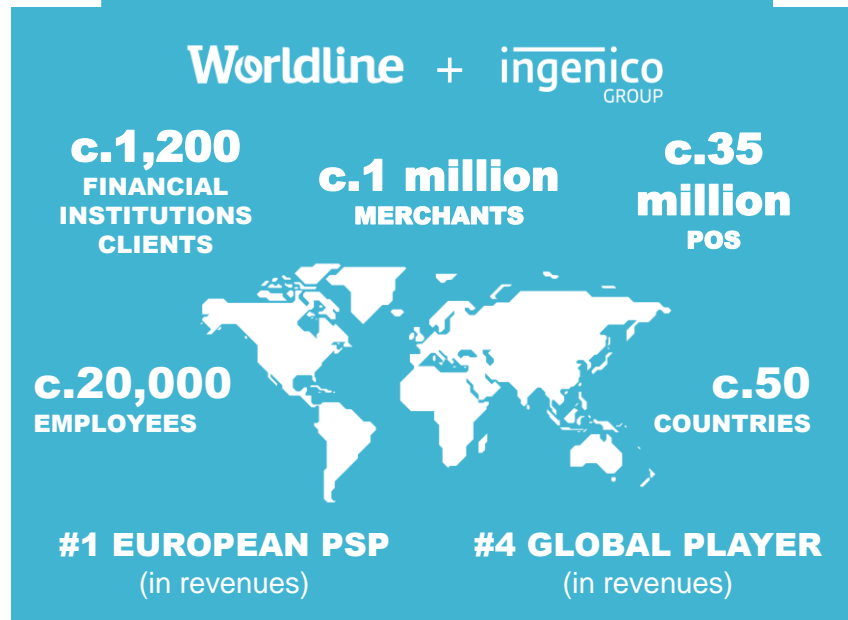 Worldline + ingenico
GROUP
c.1,200
FINANCIAL
INSTITUTIONS
CLIENTS
c.1 million
MERCHANTS
c.35
million
POS
c.20,000
EMPLOYEES
c.50
COUNTRIES
#1 EUROPEAN PSP
(in revenues)
#4 GLOBAL PLAYER
(in revenues)